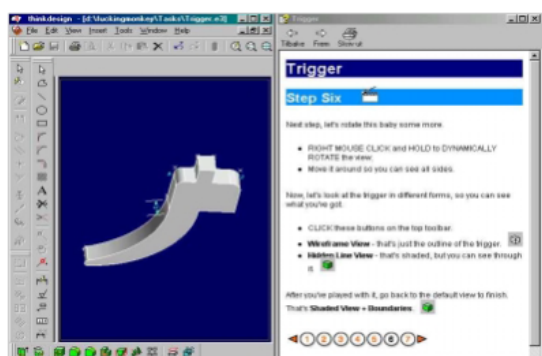 thinkdesign - [d:\fuckingmonkey\Tasks\Trigger.e3]
File Edit View Insert Tools Window Help
Trigger
Tilbake Frem
Trigger
Step Six
Next step, let's rotate this baby some more.
RIGHT MOUSE CLICK and HOLD to DYNAMICALLY
ROTATE the view.
Move it around so you can see all sides.
Now, let's look at the trigger in different forms, so you can see
what you've got.
CLICK these buttons on the top toolbar.
Wireframe View - that's just the outline of the trigger.
Hidden Line View - that's shaded, but you can see through
it.
After you've played with it, go back to the default view to finish.
That's Shaded View + Boundaries.
1 2 3 4 5 6 7